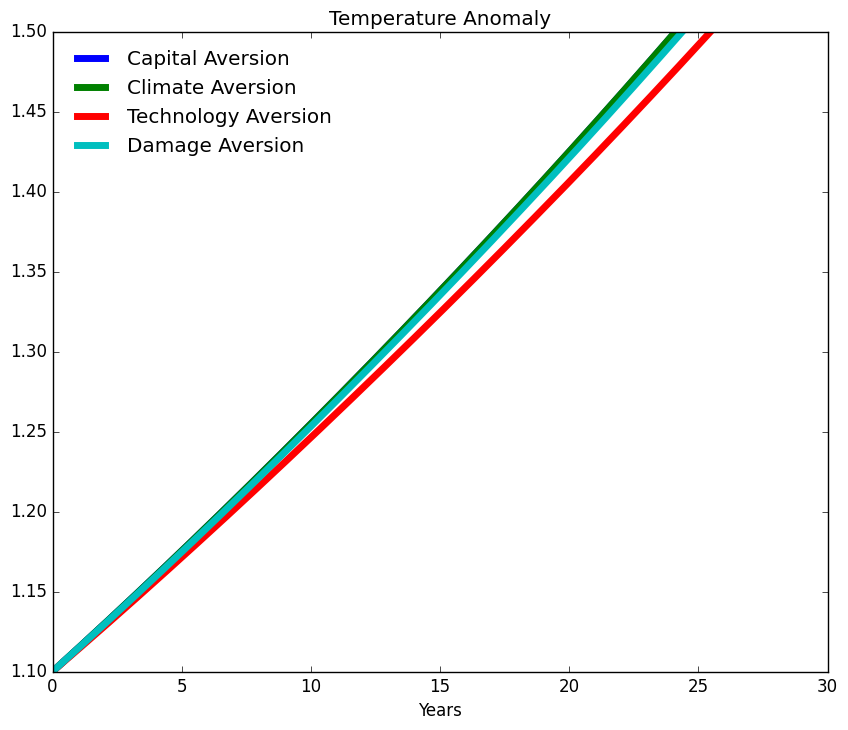 Temperature Anomaly
1.50
1.45
1.40
1.35
1.30
1.25
1.20
1.15
1.10
Capital Aversion
Climate Aversion
Technology Aversion
Damage Aversion
0 5 10 15 20 25 30
Years